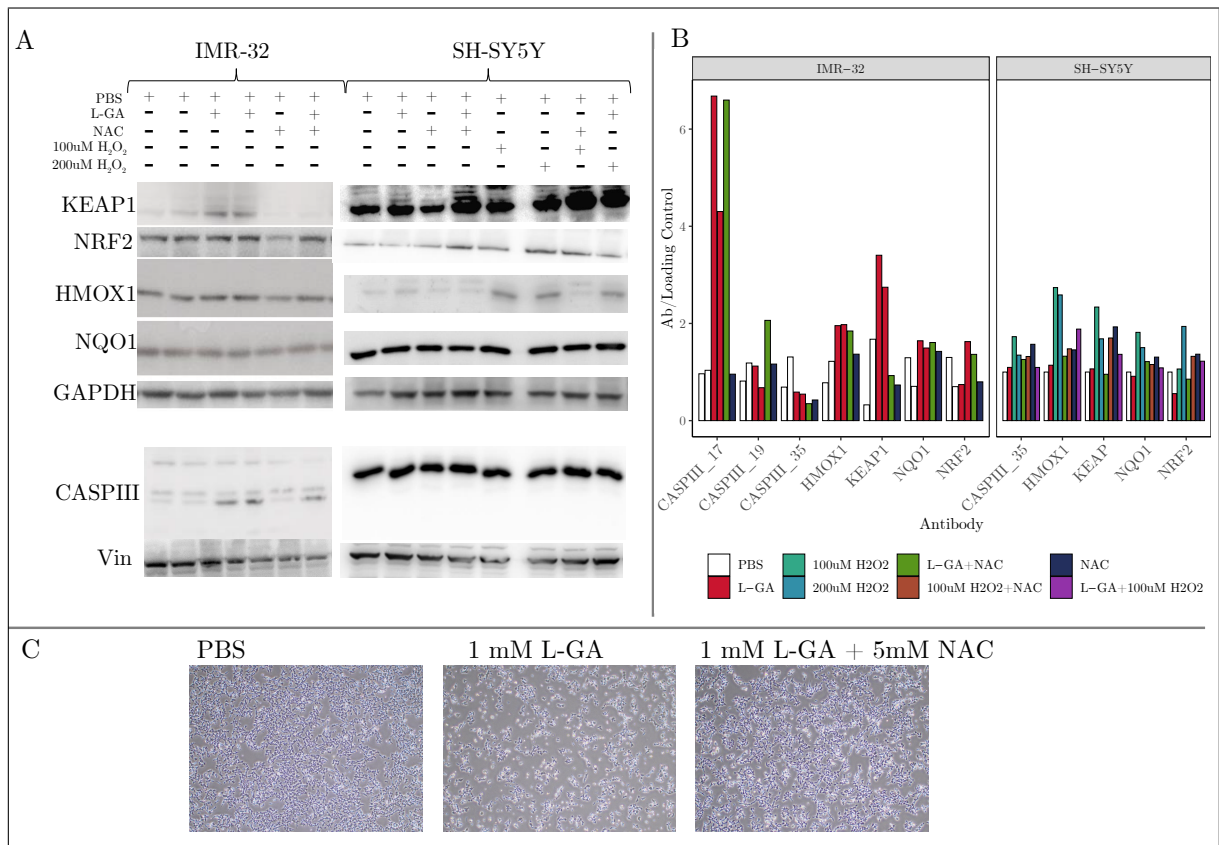 A
IMR-32
SH-SY5Y
PBS + + + + + + + + + + + + + +
L-GA - - + + - + - + - + - - - +
NAC - - - - + + - - + + - - + -
100uM H₂O₂ - - - - - - - - - - + - + -
200uM H₂O₂ - - - - - - - - - - - + - +
KEAP1
NRF2
HMOX1
NQO1
GAPDH
CASPIII
Vin
B
IMR−32
SH−SY5Y
Ab/Loading Control
6
4
2
0
CASPIII_17
CASPIII_19
CASPIII_35
HMOX1
KEAP1
NQO1
NRF2
CASPIII_35
HMOX1
KEAP
NQO1
NRF2
Antibody
PBS
100uM H2O2
L−GA+NAC
NAC
L−GA
200uM H2O2
100uM H2O2+NAC
L−GA+100uM H2O2
C
PBS
1 mM L-GA
1 mM L-GA + 5mM NAC